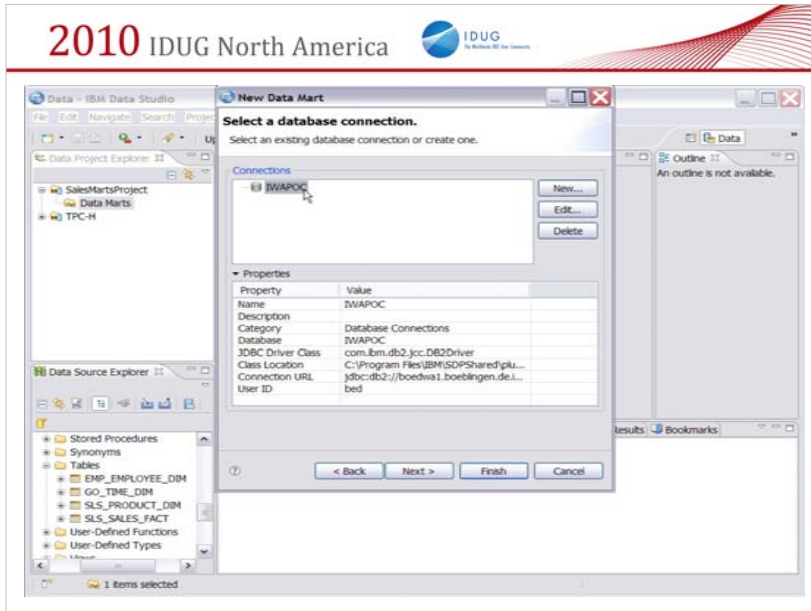 2010 IDUG North America
IDUG
Data - IBM Data Studio
File Edit Navigate Search Project
Data
Data Project Explorer
SalesMartsProject
Data Marts
TPC-H
New Data Mart
Select a database connection.
Select an existing database connection or create one.
Connections
IWAPOC
New...
Edit...
Delete
Properties
Property Value
Name IWAPOC
Description
Category Database Connections
Database IWAPOC
JDBC Driver Class com.ibm.db2.jcc.DB2Driver
Class Location C:\Program Files\IBM\SDPShared\plu...
Connection URL jdbc:db2://boedwa1.boeblingen.de.i...
User ID bed
< Back Next > Finish Cancel
Outline
An outline is not available.
Data Source Explorer
Stored Procedures
Synonyms
Tables
EMP_EMPLOYEE_DIM
GO_TIME_DIM
SLS_PRODUCT_DIM
SLS_SALES_FACT
User-Defined Functions
User-Defined Types
Results Bookmarks
1 items selected